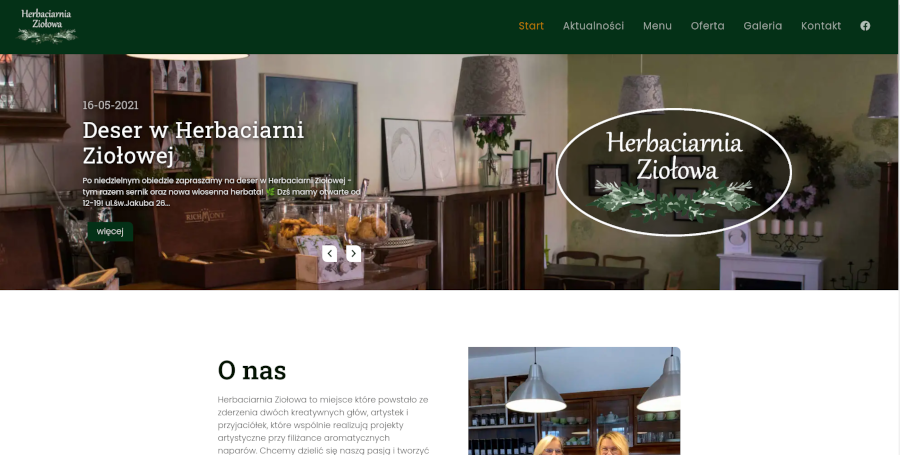 Herbaciarnia
Ziołowa
Start Aktualności Menu Oferta Galeria Kontakt
16-05-2021
Deser w Herbaciarni
Ziołowej
Po niedzielnym obiedzie zapraszamy na deser w Herbaciarni Ziołowej -
tym razem sernik oraz nowa wiosenna herbata! 🌿 Dzś mamy otwarte od
12-19! ul.św.Jakuba 26...
więcej
RICHMONT
Herbaciarnia
Ziołowa
O nas
Herbaciarnia Ziołowa to miejsce które powstało ze
zderzenia dwóch kreatywnych głów, artystek i
przyjaciółek, które wspólnie realizują projekty
artystyczne przy filiżance aromatycznych
naparów. Chcemy dzielić się naszą pasją i tworzyć